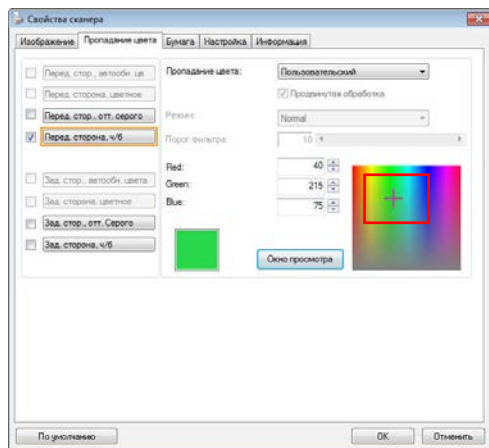 Свойства сканера
Изображение Пропадание цвета Бумага Настройка Информация
Перед. стор., автообн. цв
Перед. сторона, цветное
Перед. стор., отт. серого
Перед. сторона, ч/б
Зад. стор., автообн. цвета
Зад. сторона, цветное
Зад. стор., отт. Серого
Зад. сторона, ч/б
Пропадание цвета: Пользовательский
Продвинутая обработка
Резкие: Normal
Порог фильтра: 10
Red: 40
Green: 215
Blue: 75
Окно просмотра
По умолчанию OK Отменить